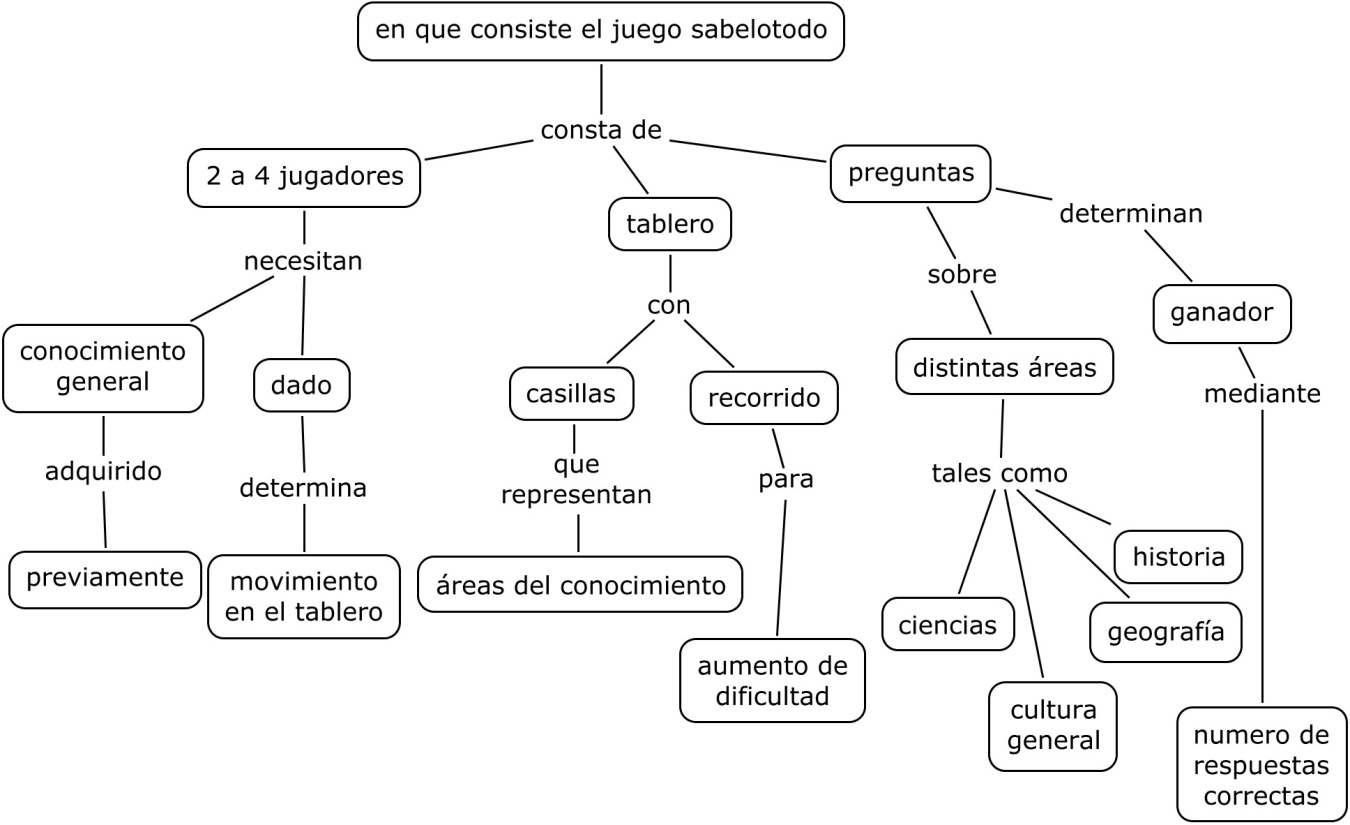 en que consiste el juego sabelotodo
consta de
2 a 4 jugadores
preguntas
tablero
determinan
necesitan
sobre
con
ganador
conocimiento
general
dado
casillas
recorrido
distintas áreas
mediante
adquirido
determina
que
representan
para
tales como
previamente
movimiento
en el tablero
áreas del conocimiento
aumento de
dificultad
ciencias
cultura
general
geografía
historia
numero de
respuestas
correctas